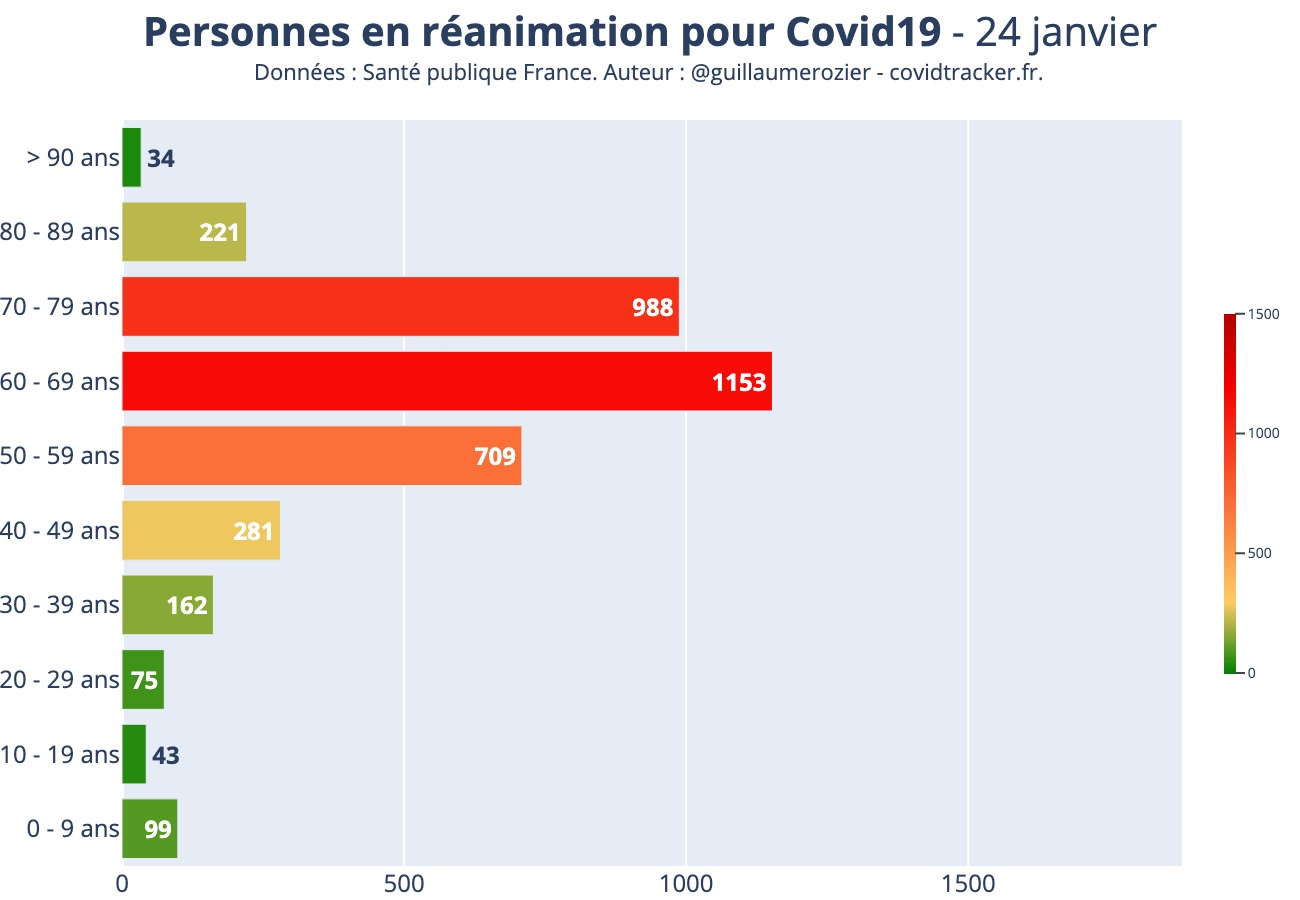 Personnes en réanimation pour Covid19 - 24 janvier
Données : Santé publique France. Auteur : @guillaumerozier - covidtracker.fr.
> 90 ans 34
80 - 89 ans 221
70 - 79 ans 988
60 - 69 ans 1153
50 - 59 ans 709
40 - 49 ans 281
30 - 39 ans 162
20 - 29 ans 75
10 - 19 ans 43
0 - 9 ans 99
0 500 1000 1500
1500
1000
500
0